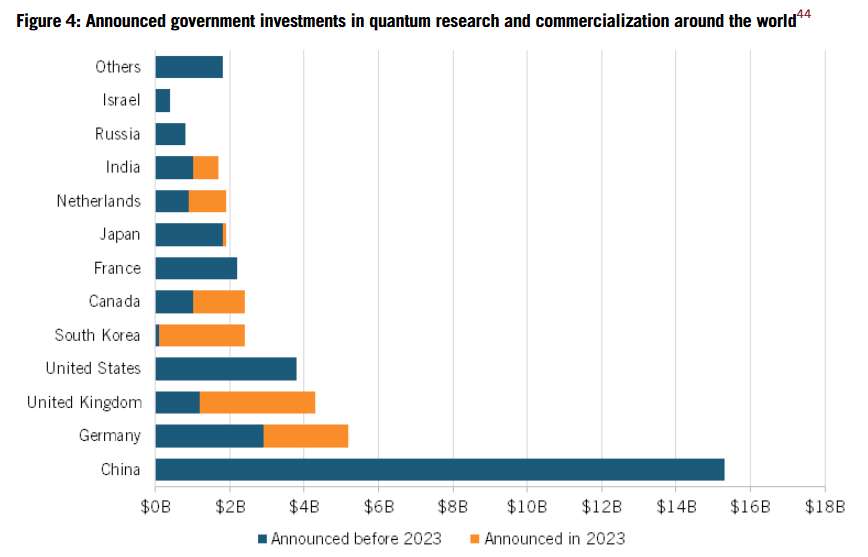 Figure 4: Announced government investments in quantum research and commercialization around the world44
Others
Israel
Russia
India
Netherlands
Japan
France
Canada
South Korea
United States
United Kingdom
Germany
China
$0B $2B $4B $6B $8B $10B $12B $14B $16B $18B
Announced before 2023 Announced in 2023